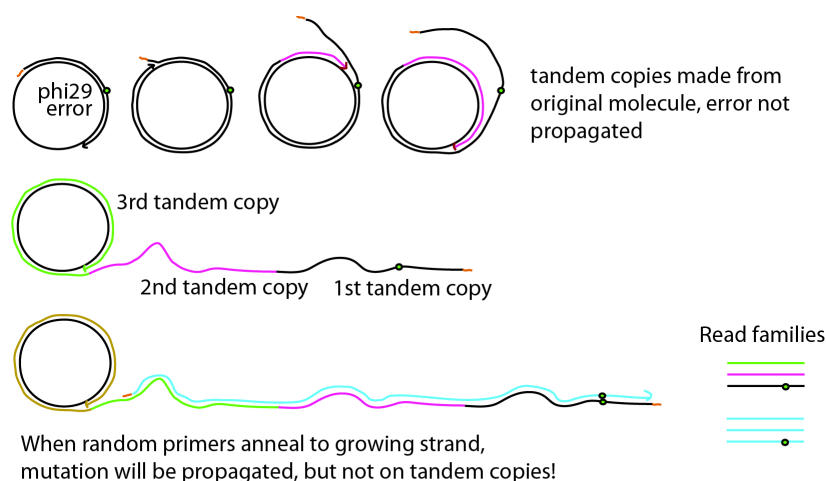 phi29
error
tandem copies made from
original molecule, error not
propagated
3rd tandem copy
2nd tandem copy
1st tandem copy
Read families
When random primers anneal to growing strand,
mutation will be propagated, but not on tandem copies!